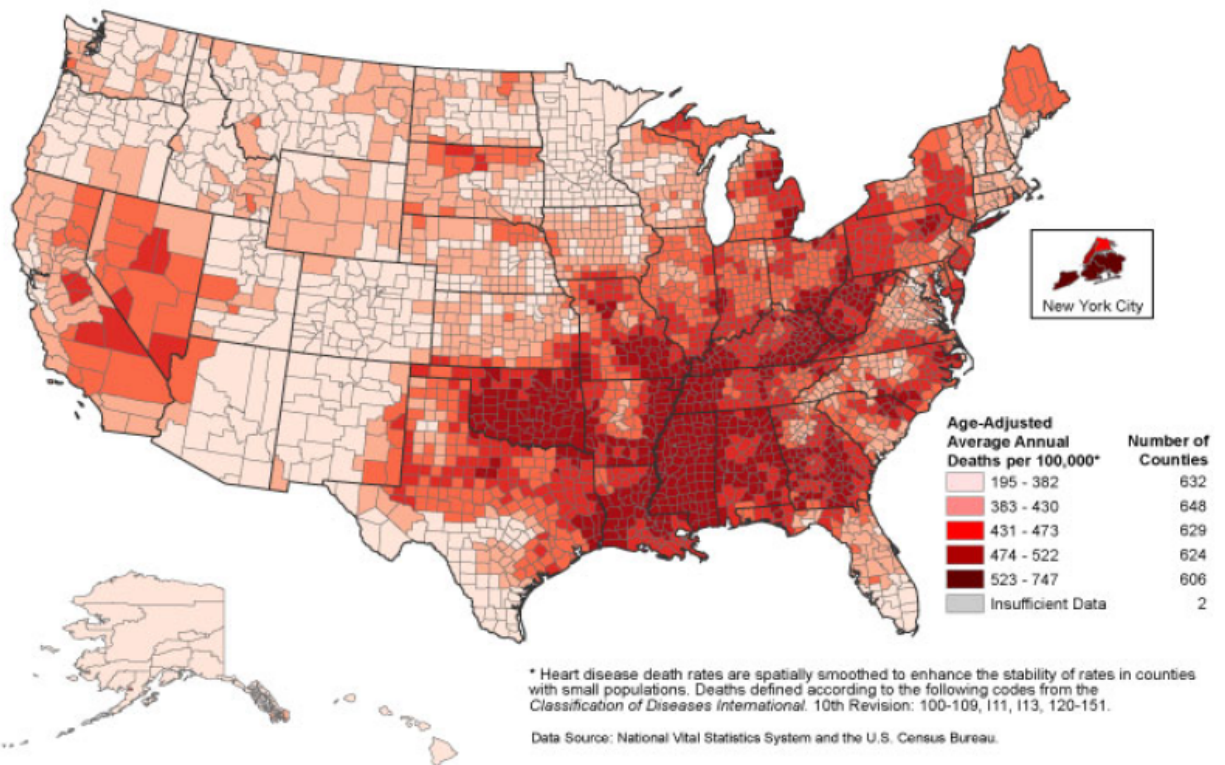 New York City
Age-Adjusted
Average Annual Number of
Deaths per 100,000* Counties
195 - 382 632
383 - 430 648
431 - 473 629
474 - 522 624
523 - 747 606
Insufficient Data 2
* Heart disease death rates are spatially smoothed to enhance the stability of rates in counties
with small populations. Deaths defined according to the following codes from the
Classification of Diseases International. 10th Revision: 100-109, I11, I13, 120-151.
Data Source: National Vital Statistics System and the U.S. Census Bureau.